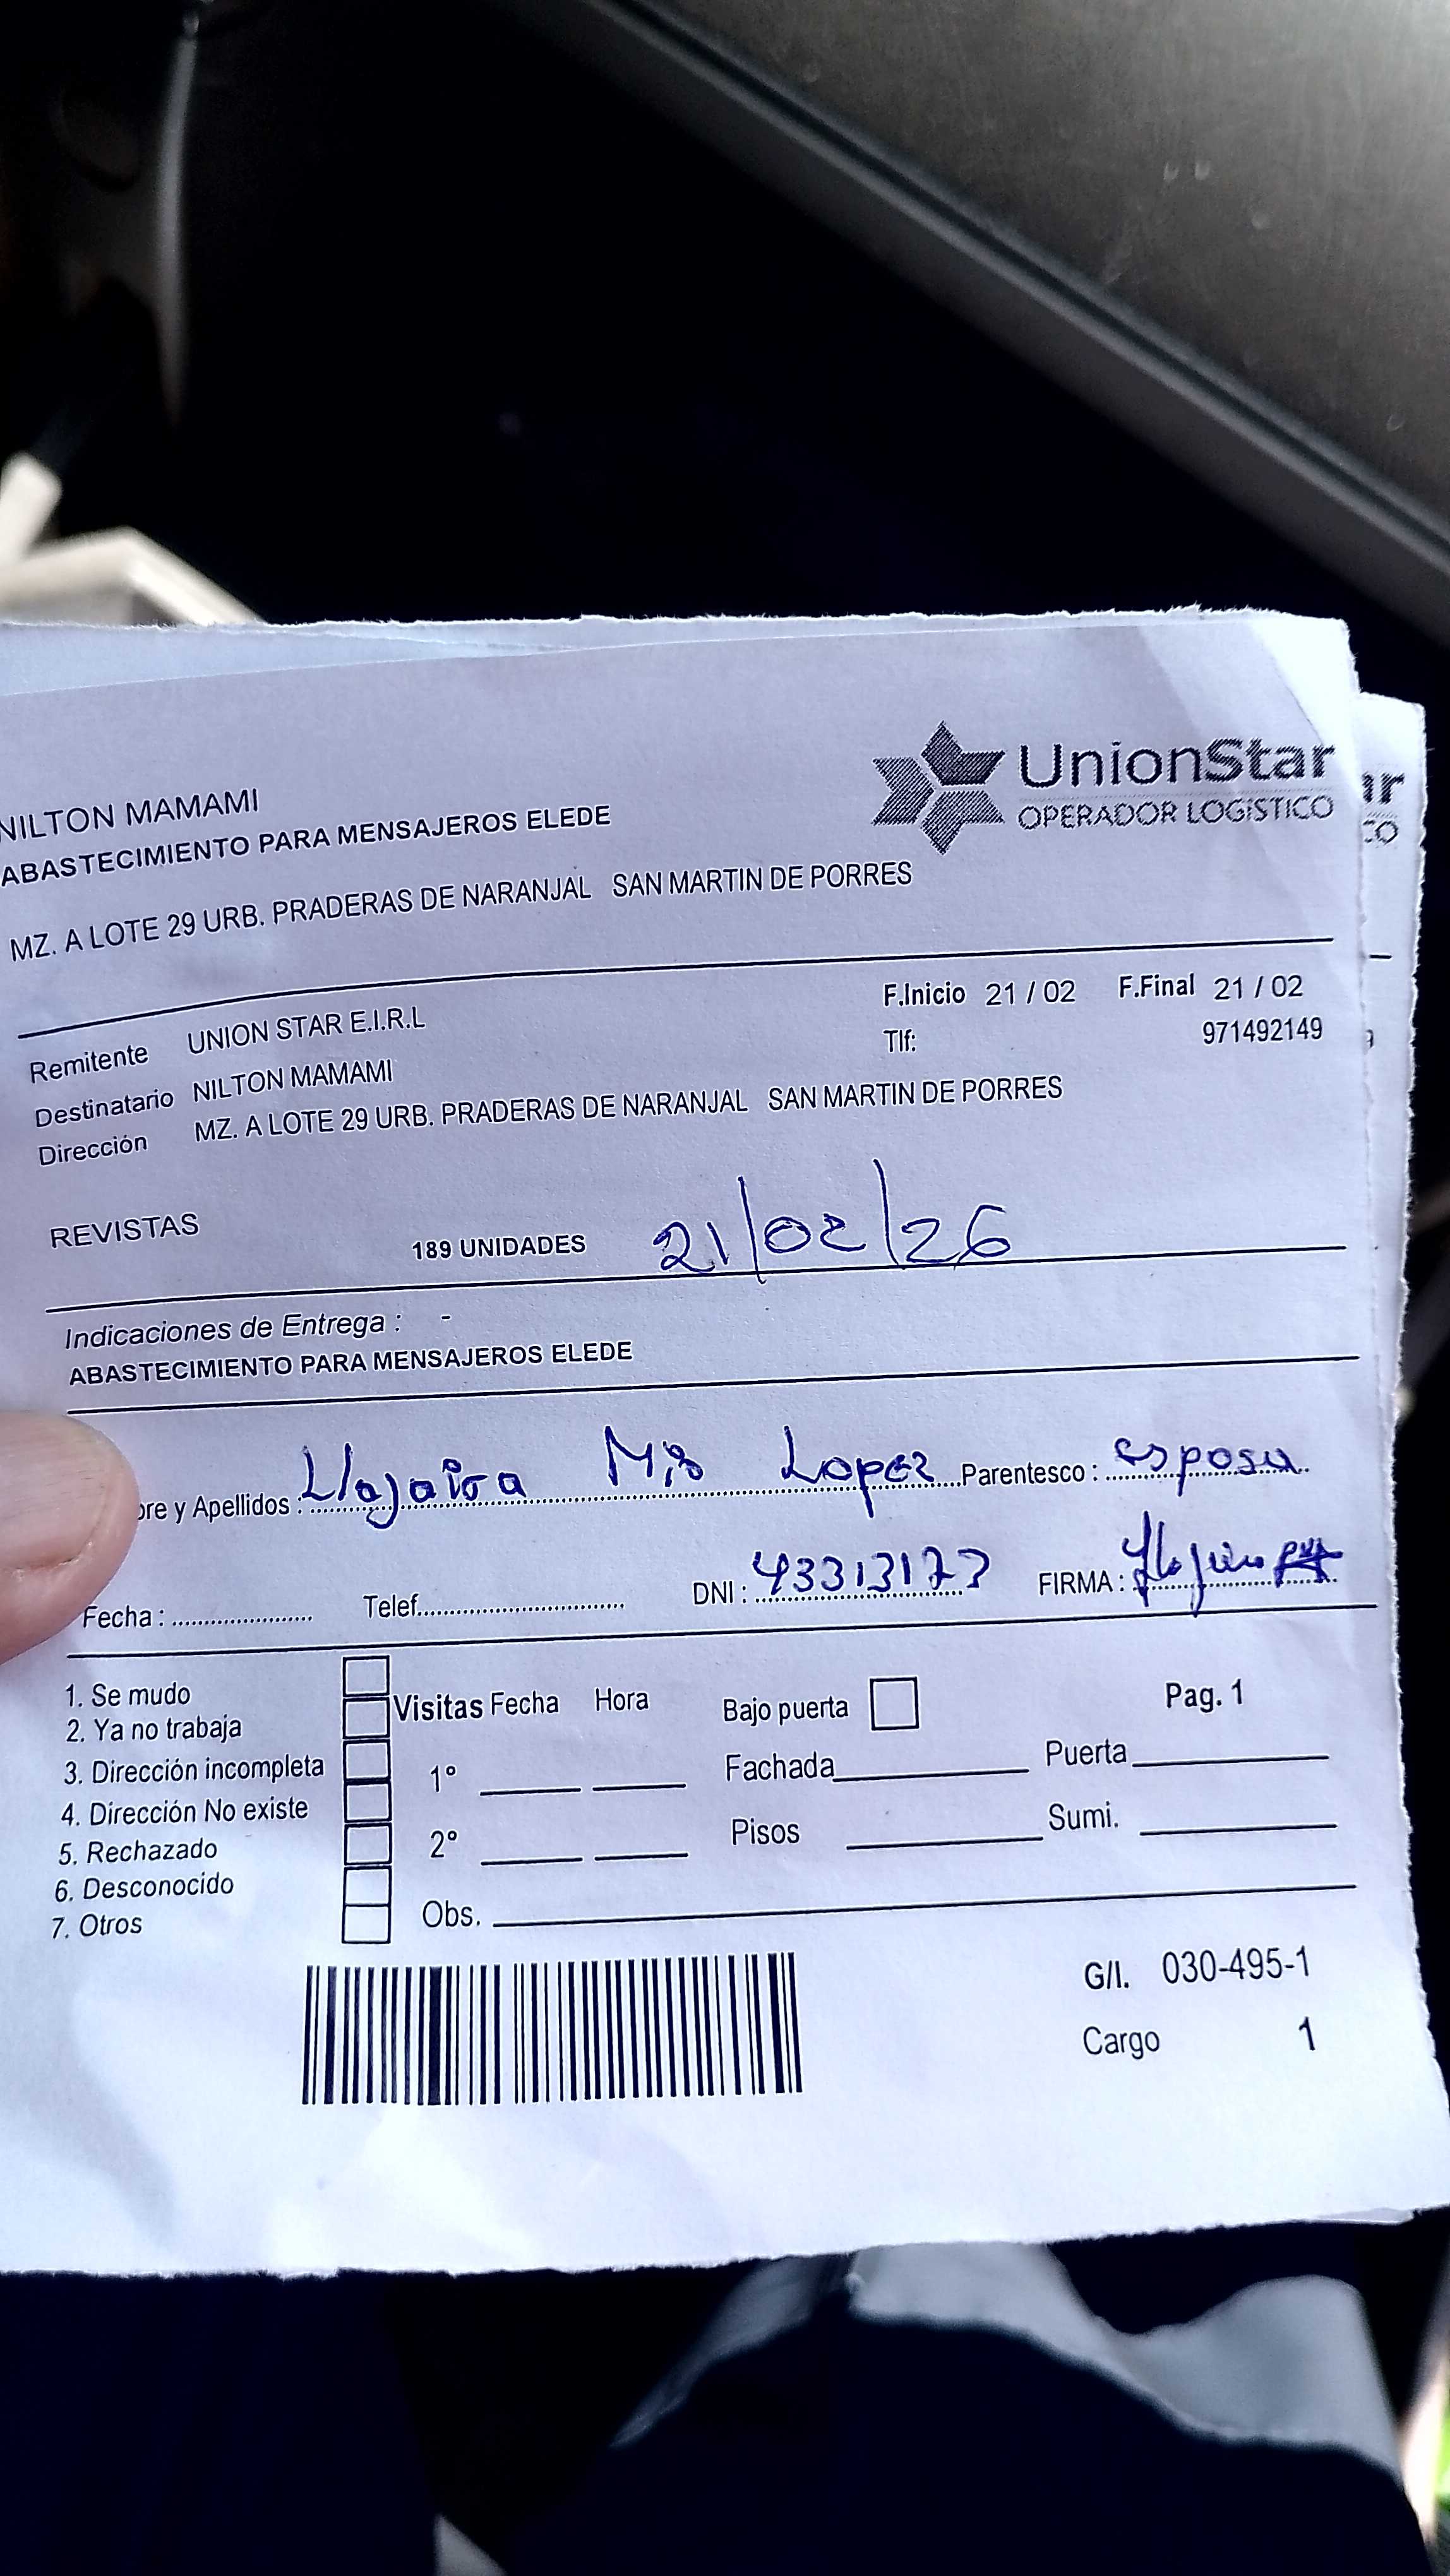 UnionStar
OPERADOR LOGÍSTICO
ar
CO
NILTON MAMAMI
ABASTECIMIENTO PARA MENSAJEROS ELEDE
MZ. A LOTE 29 URB. PRADERAS DE NARANJAL SAN MARTIN DE PORRES
Remitente UNION STAR E.I.R.L F.Inicio 21 / 02 F.Final 21 / 02
Destinatario NILTON MAMAMI Tlf: 971492149
Dirección MZ. A LOTE 29 URB. PRADERAS DE NARANJAL SAN MARTIN DE PORRES
REVISTAS 189 UNIDADES 21/02/26
Indicaciones de Entrega : -
ABASTECIMIENTO PARA MENSAJEROS ELEDE
bre y Apellidos : Lopez Parentesco : esposa
Fecha : Telef. DNI : 43313173 FIRMA :
1. Se mudo
2. Ya no trabaja
3. Dirección incompleta
4. Dirección No existe
5. Rechazado
6. Desconocido
7. Otros
Visitas Fecha Hora Bajo puerta Pag. 1
1° Fachada Puerta
2° Pisos Sumi.
Obs.
G/I. 030-495-1
Cargo 1